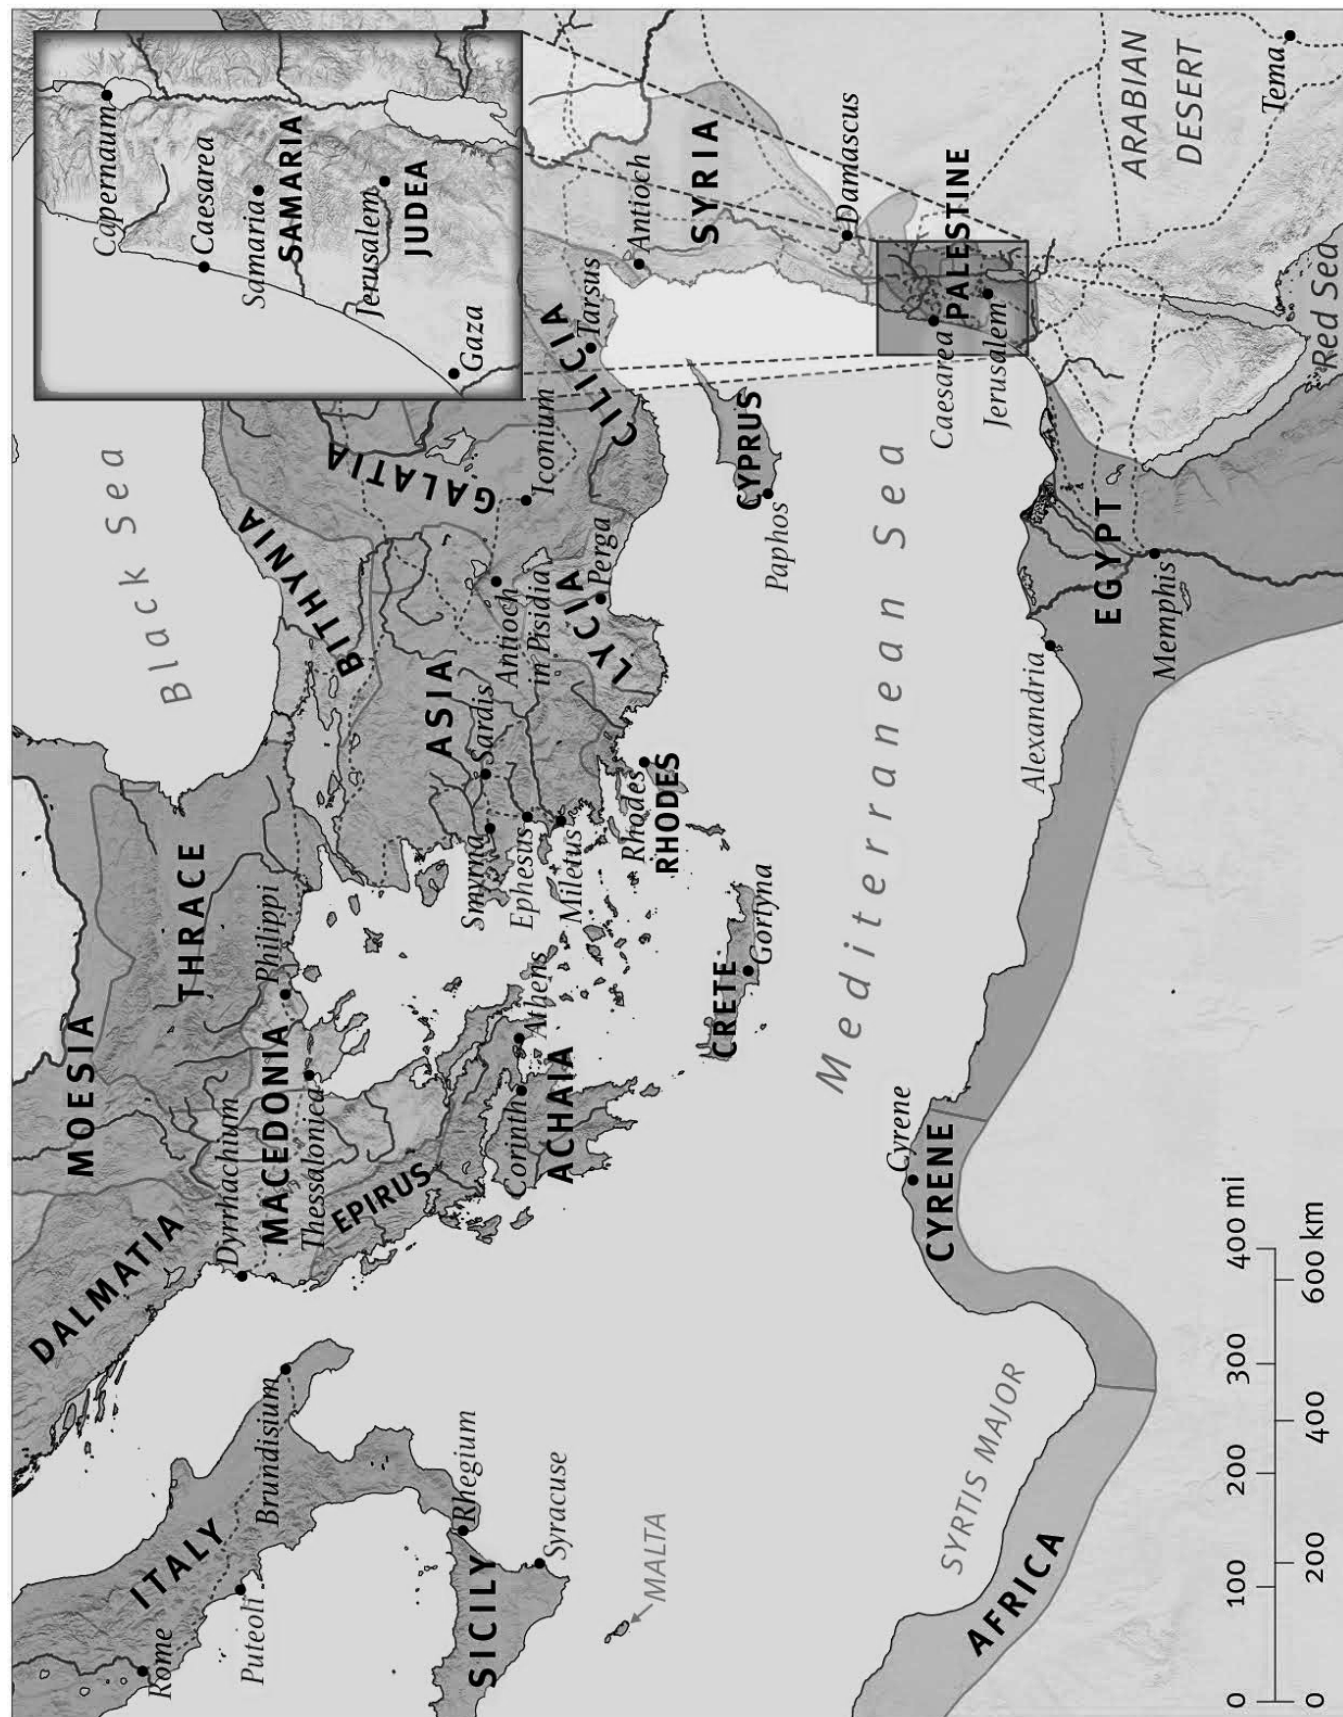 Black Sea
MOESIA
DALMATIA
THRACE
MACEDONIA
Philippi
Thessalonica
Dyrrhachium
EPIRUS
ACHAIA
Corinth
Athens
ITALY
Rome
Puteoli
Brundisium
SICILY
Rhegium
Syracuse
MALTA
BITHYNIA
GALATIA
ASIA
Sardis
Smyrna
Ephesus
Miletus
Antioch
in Pisidia
Iconium
LYCIA
Perga
CILICIA
Tarsus
Rhodes
RHODES
CRETE
Gortyna
CYPRUS
Paphos
Mediterranean Sea
Antioch
SYRIA
Damascus
PALESTINE
Caesarea
Jerusalem
ARABIAN
DESERT
Tema
Red Sea
EGYPT
Alexandria
Memphis
Cyrene
CYRENE
SYRTIS MAJOR
AFRICA
Capernaum
Caesarea
Samaria
SAMARIA
Jerusalem
JUDEA
Gaza
0 100 200 300 400 mi
0 200 400 600 km